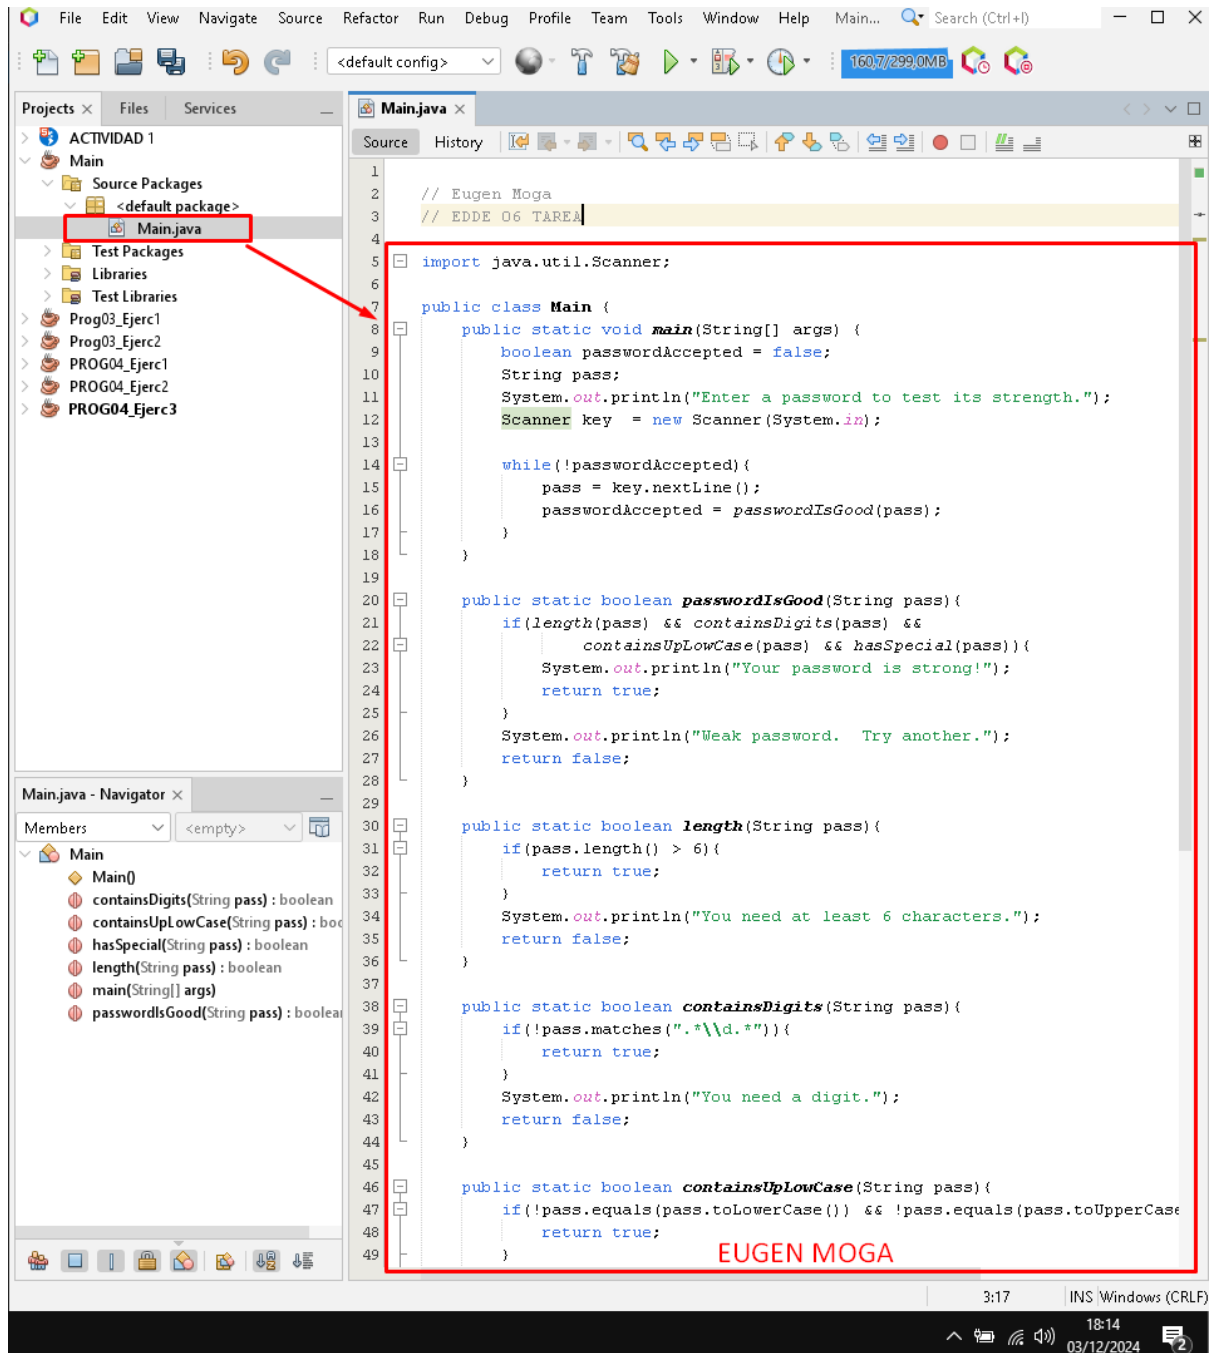 File Edit View Navigate Source Refactor Run Debug Profile Team Tools Window Help Main... Search (Ctrl+I)
<default config> 160,7/299,0MB
Projects Files Services
ACTIVIDAD 1
Main
Source Packages
<default package>
Main.java
Test Packages
Libraries
Test Libraries
Prog03_Ejerc1
Prog03_Ejerc2
PROG04_Ejerc1
PROG04_Ejerc2
PROG04_Ejerc3
Main.java - Navigator
Members <empty>
Main
Main()
containsDigits(String pass) : boolean
containsUpLowCase(String pass) : boo
hasSpecial(String pass) : boolean
length(String pass) : boolean
main(String[] args)
passwordIsGood(String pass) : boolea
Main.java
Source History
1
2 // Eugen Moga
3 // EDDE 06 TAREA
4
5 import java.util.Scanner;
6
7 public class Main {
8 public static void main(String[] args) {
9 boolean passwordAccepted = false;
10 String pass;
11 System.out.println("Enter a password to test its strength.");
12 Scanner key  = new Scanner(System.in);
13
14 while(!passwordAccepted){
15 pass = key.nextLine();
16 passwordAccepted = passwordIsGood(pass);
17 }
18 }
19
20 public static boolean passwordIsGood(String pass){
21 if(length(pass) && containsDigits(pass) &&
22 containsUpLowCase(pass) && hasSpecial(pass)){
23 System.out.println("Your password is strong!");
24 return true;
25 }
26 System.out.println("Weak password.  Try another.");
27 return false;
28 }
29
30 public static boolean length(String pass){
31 if(pass.length() > 6){
32 return true;
33 }
34 System.out.println("You need at least 6 characters.");
35 return false;
36 }
37
38 public static boolean containsDigits(String pass){
39 if(!pass.matches(".*\\d.*")){
40 return true;
41 }
42 System.out.println("You need a digit.");
43 return false;
44 }
45
46 public static boolean containsUpLowCase(String pass){
47 if(!pass.equals(pass.toLowerCase()) && !pass.equals(pass.toUpperCase
48 return true;
49 }
EUGEN MOGA
3:17 INS Windows (CRLF)
18:14
03/12/2024
2